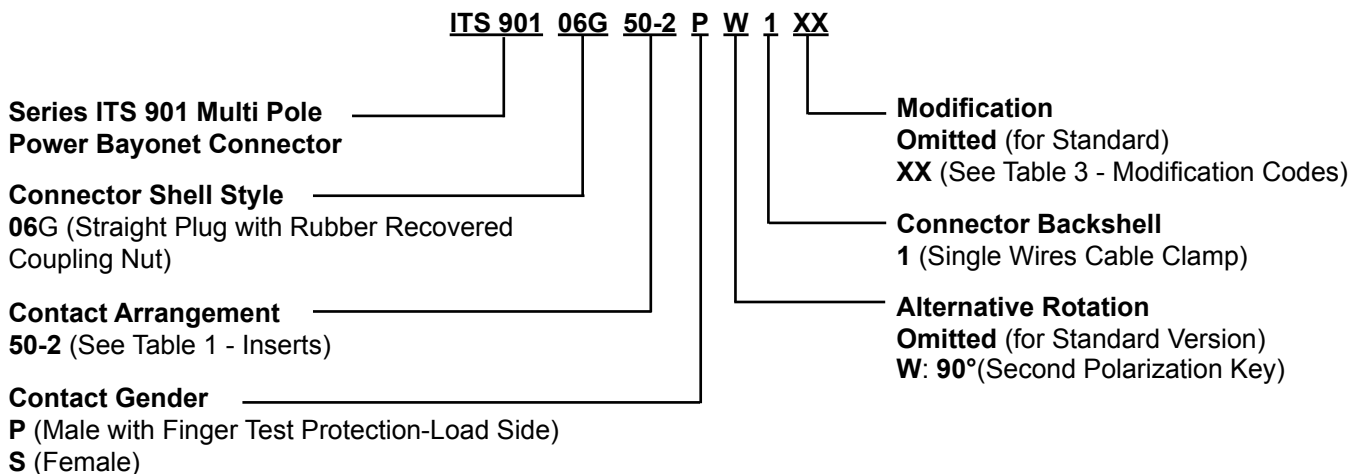 ITS 901 06G 50-2 P W 1 XX
Series ITS 901 Multi Pole
Power Bayonet Connector
Connector Shell Style
06G (Straight Plug with Rubber Recovered
Coupling Nut)
Contact Arrangement
50-2 (See Table 1 - Inserts)
Contact Gender
P (Male with Finger Test Protection-Load Side)
S (Female)
Modification
Omitted (for Standard)
XX (See Table 3 - Modification Codes)
Connector Backshell
1 (Single Wires Cable Clamp)
Alternative Rotation
Omitted (for Standard Version)
W: 90°(Second Polarization Key)